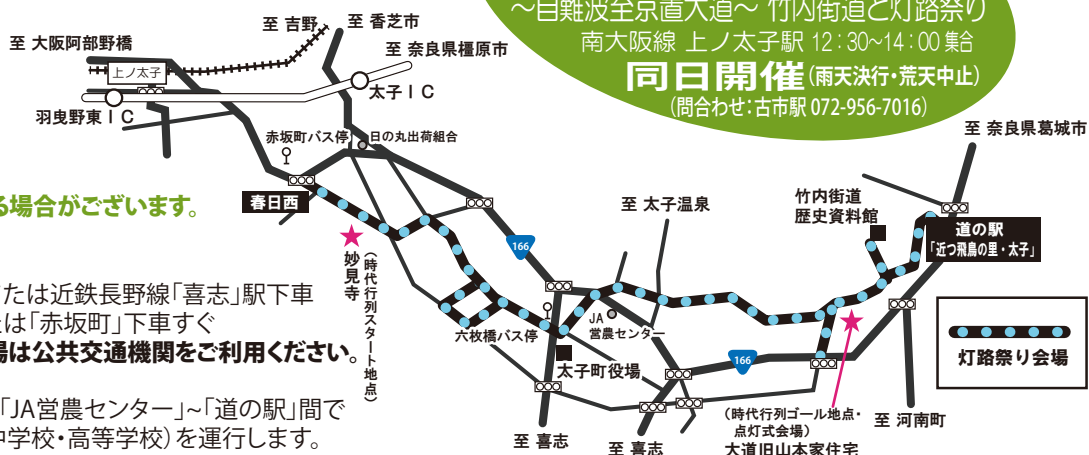 ~自難波至京置大道~ 竹内街道と灯路祭り
南大阪線 上ノ太子駅 12:30~14:00 集合
同日開催(雨天決行・荒天中止)
(問合わせ:古市駅 072-956-7016)
至 吉野
至 香芝市
至 大阪阿部野橋
至 奈良県橿原市
上ノ太子
太子IC
羽曳野東IC
赤坂町バス停
日の丸出荷組合
春日西
る場合がございます。
妙見寺
(時代行列スタート地点)
166
至 太子温泉
至 奈良県葛城市
竹内街道
歴史資料館
道の駅
「近つ飛鳥の里・太子」
たは近鉄長野線「喜志」駅下車
は「赤坂町」下車すぐ
場は公共交通機関をご利用ください。
六枚橋バス停
JA
営農センター
太子町役場
166
灯路祭り会場
「JA営農センター」~「道の駅」間で
中学校・高等学校)を運行します。
至 喜志
至 喜志
(時代行列ゴール地点・
点灯式会場)
大道旧山本家住宅
至 河南町